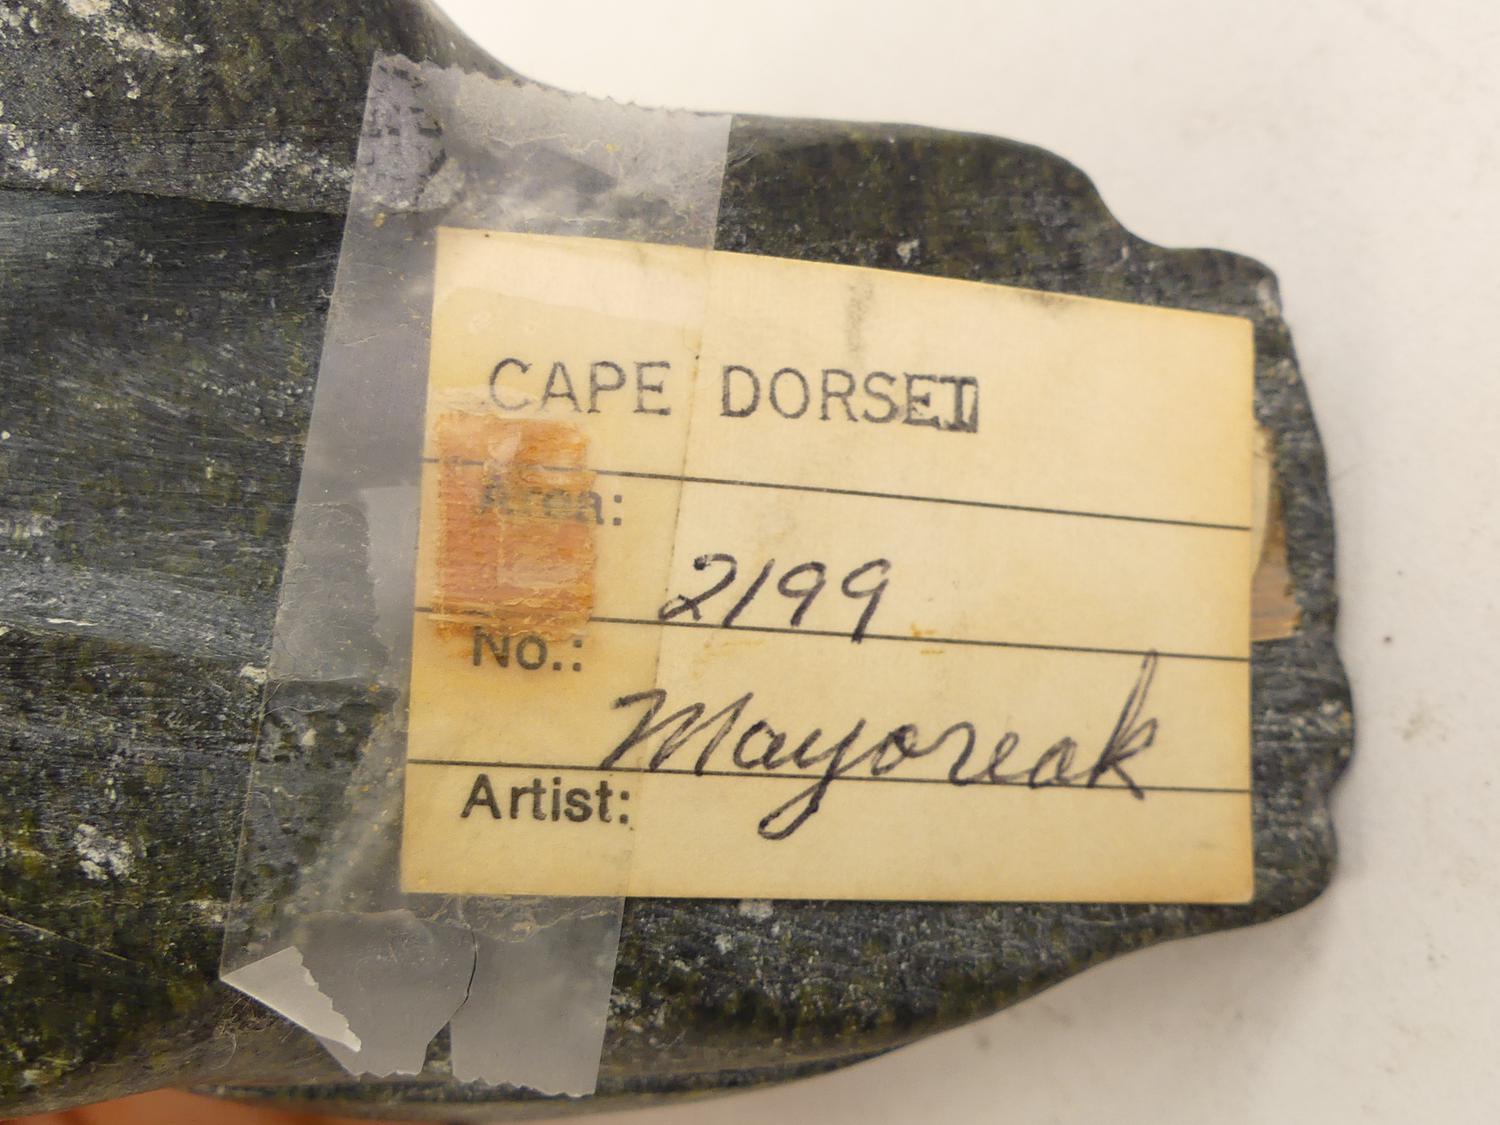 CAPE DORSET
Area:
2199
No.:
Mayoreak
Artist: